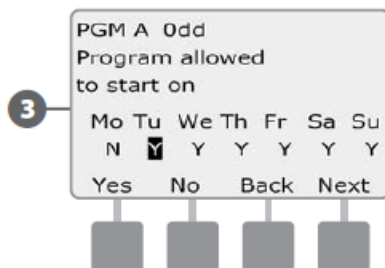 PGM A Odd
Program allowed
to start on
3
Mo Tu We Th Fr Sa Su
N Y Y Y Y Y Y
Yes No Back Next